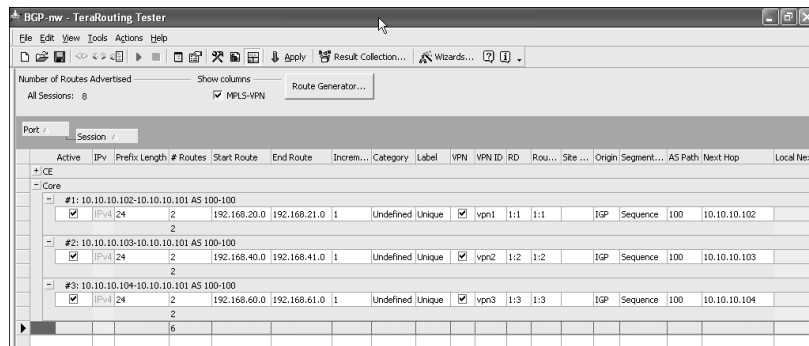 BGP-nw - TeraRouting Tester
File Edit View Tools Actions Help
Apply Result Collection... Wizards...
Number of Routes Advertised Show columns
All Sessions: 8 MPLS-VPN Route Generator...
Port Session
Active IPv Prefix Length # Routes Start Route End Route Increm... Category Label VPN VPN ID RD Rou... Site ... Origin Segment... AS Path Next Hop Local Ne
CE
Core
#1: 10.10.10.102-10.10.10.101 AS 100-100
IPv4 24 2 192.168.20.0 192.168.21.0 1 Undefined Unique vpn1 1:1 1:1 IGP Sequence 100 10.10.10.102
2
#2: 10.10.10.103-10.10.10.101 AS 100-100
IPv4 24 2 192.168.40.0 192.168.41.0 1 Undefined Unique vpn2 1:2 1:2 IGP Sequence 100 10.10.10.103
2
#3: 10.10.10.104-10.10.10.101 AS 100-100
IPv4 24 2 192.168.60.0 192.168.61.0 1 Undefined Unique vpn3 1:3 1:3 IGP Sequence 100 10.10.10.104
2
6